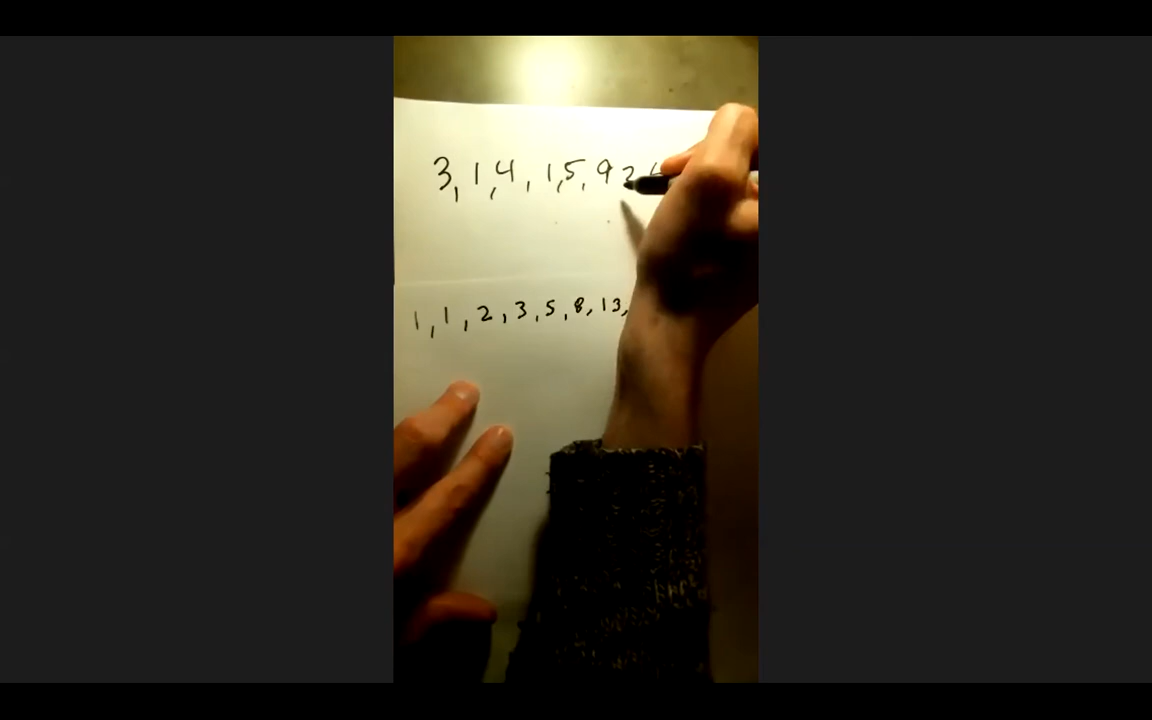 3, 1, 4, 1, 5, 9 2
1, 1, 2, 3, 5, 8, 13,